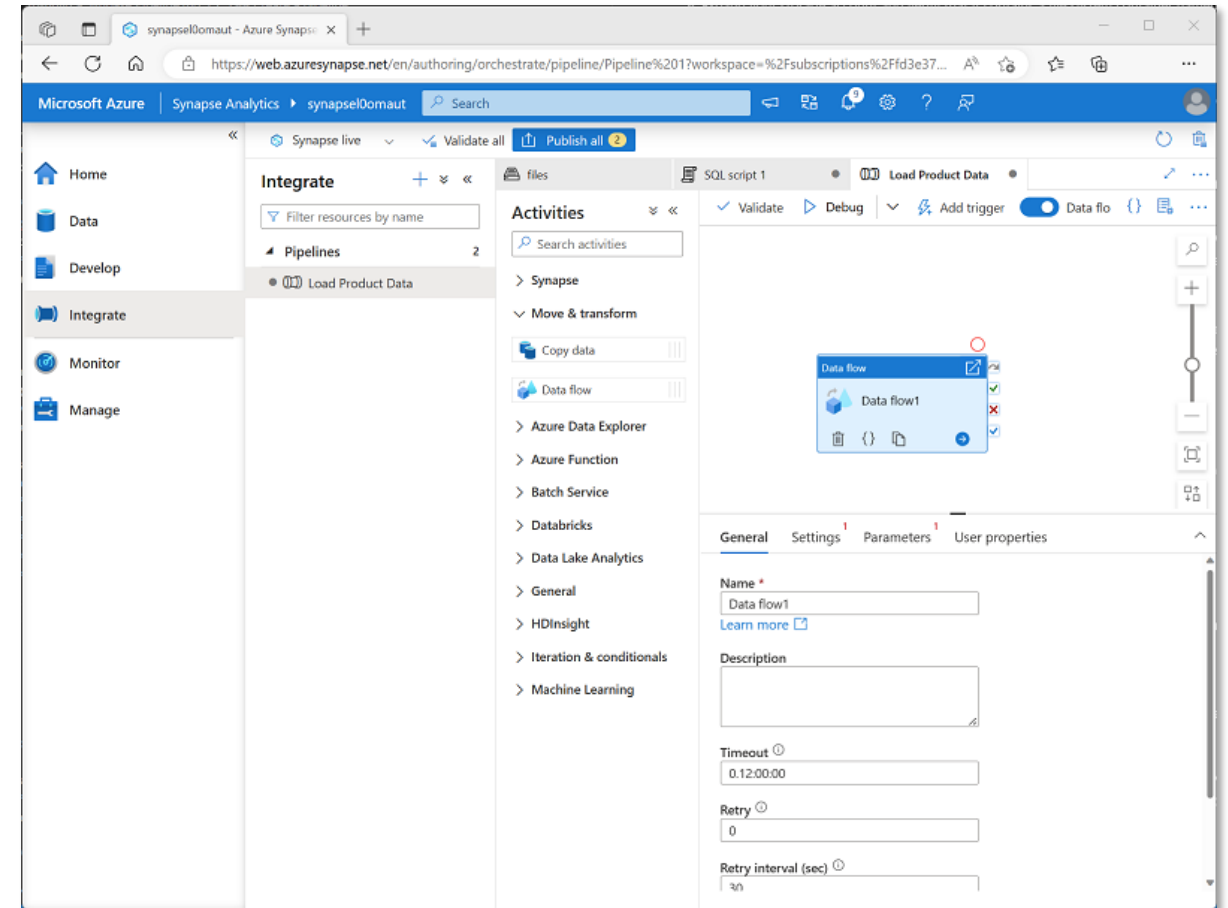 synapsel0omaut - Azure Synaps
https://web.azuresynapse.net/en/authoring/orchestrate/pipeline/Pipeline%201?workspace=%2Fsubscriptions%2Ffd3e37...
Microsoft Azure
Synapse Analytics
synapsel0omaut
Search
9
Synapse live
Validate all
Publish all 2
Home
Data
Develop
Integrate
Monitor
Manage
Integrate
Filter resources by name
Pipelines 2
Load Product Data
files
SQL script 1
Load Product Data
Activities
Search activities
Synapse
Move & transform
Copy data
Data flow
Azure Data Explorer
Azure Function
Batch Service
Databricks
Data Lake Analytics
General
HDInsight
Iteration & conditionals
Machine Learning
Validate
Debug
Add trigger
Data flo
Data flow
Data flow1
General
Settings 1
Parameters 1
User properties
Name *
Data flow1
Learn more
Description
Timeout
0.12:00:00
Retry
0
Retry interval (sec)
30